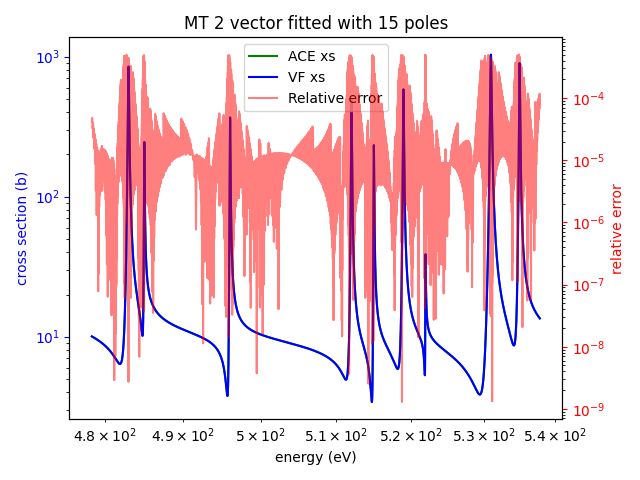 MT 2 vector fitted with 15 poles
ACE xs
VF xs
Relative error
cross section (b)
10³
10²
10¹
relative error
10⁻⁴
10⁻⁵
10⁻⁶
10⁻⁷
10⁻⁸
10⁻⁹
4.8 × 10² 4.9 × 10² 5 × 10² 5.1 × 10² 5.2 × 10² 5.3 × 10² 5.4 × 10²
energy (eV)